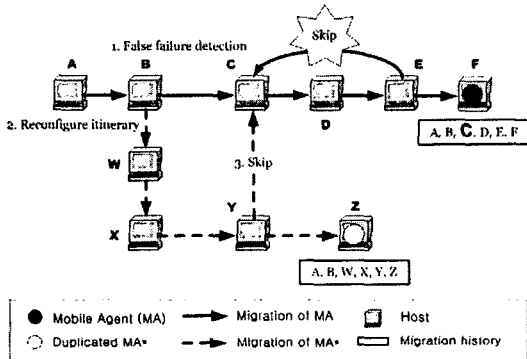 Skip
1. False failure detection
A B C E F
D
2. Reconfigure itinerary
A, B, C, D, E, F
W
3. Skip
X Y Z
A, B, W, X, Y, Z
Mobile Agent (MA) Migration of MA Host
Duplicated MA* Migration of MA* Migration history